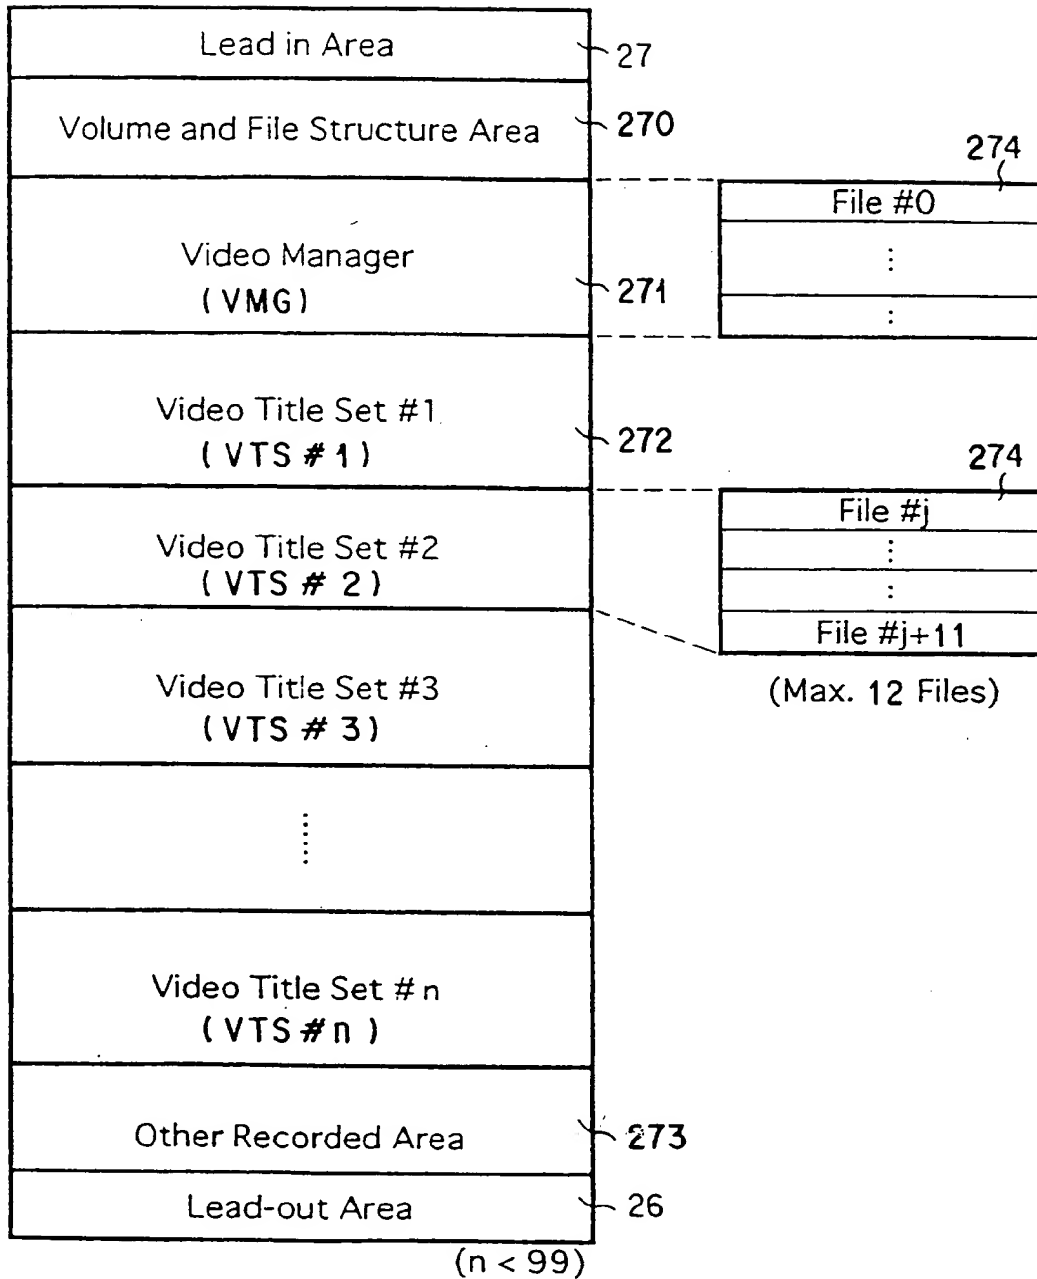 Lead in Area
27
Volume and File Structure Area
270
Video Manager
(VMG)
271
274
File #0
Video Title Set #1
(VTS #1)
272
Video Title Set #2
(VTS # 2)
274
File #j
File #j+11
(Max. 12 Files)
Video Title Set #3
(VTS # 3)
Video Title Set #n
(VTS #n)
Other Recorded Area
273
Lead-out Area
26
(n < 99)